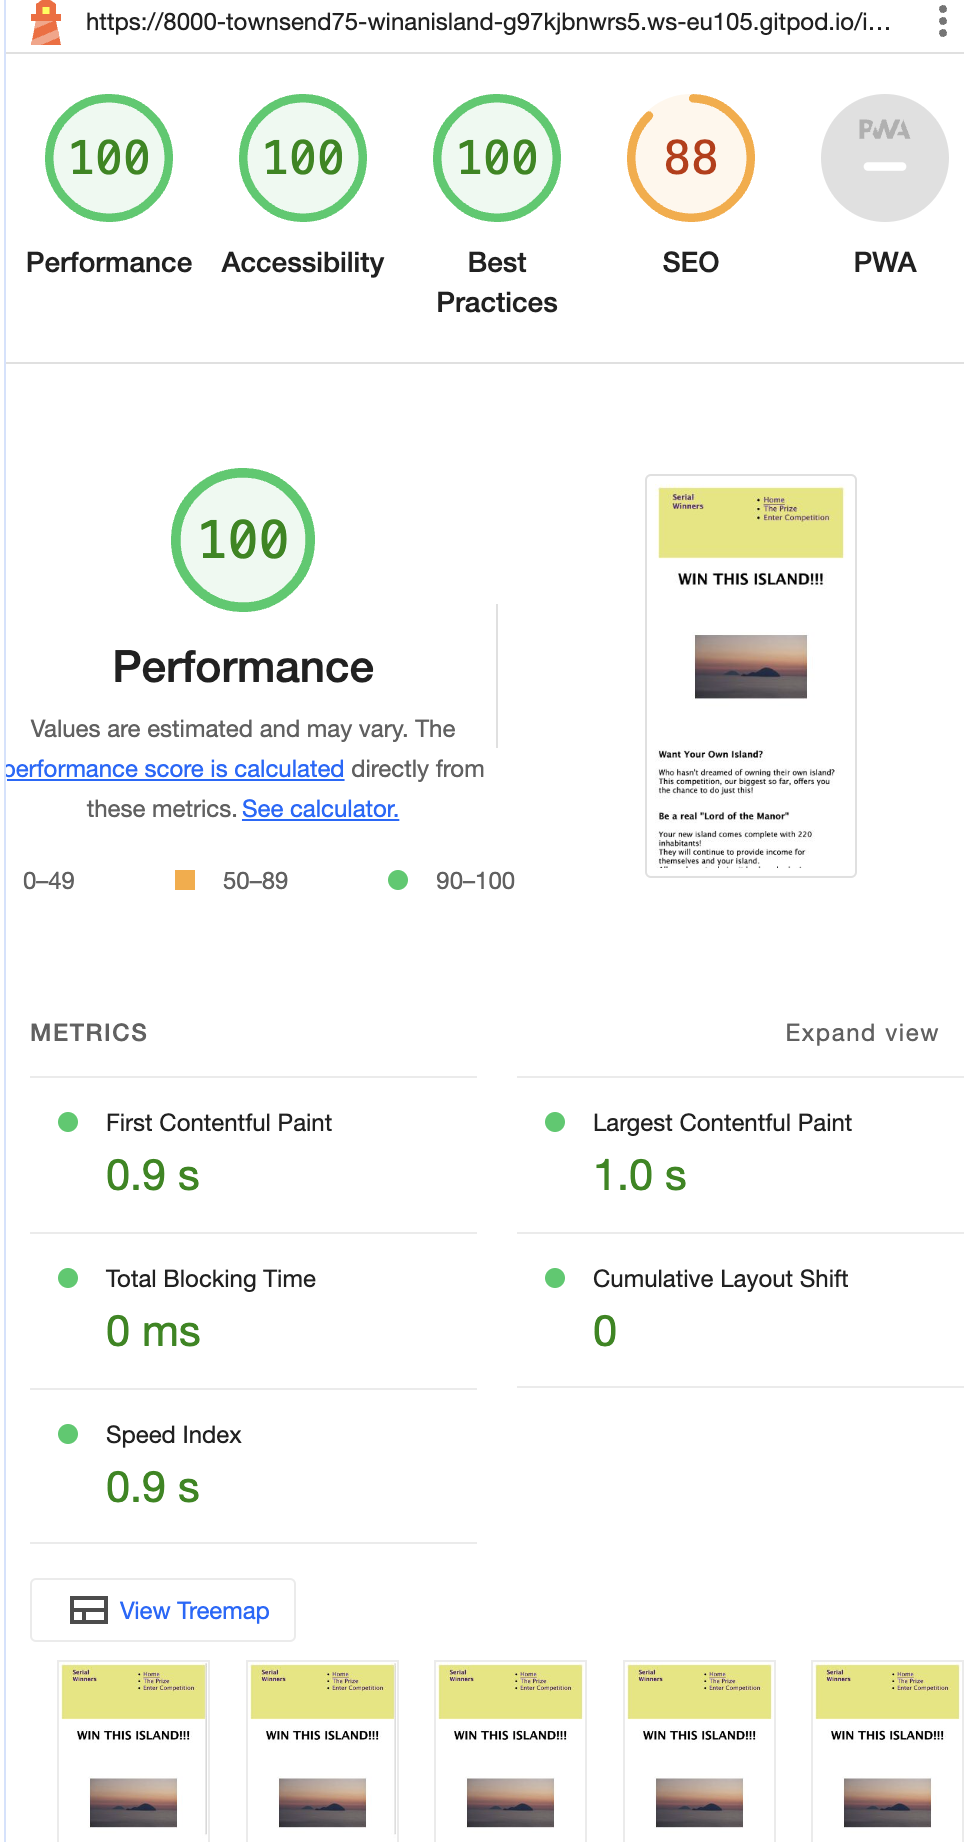 https://8000-townsend75-winanisland-g97kjbnwrs5.ws-eu105.gitpod.io/i…
100 100 100 88 PWA
Performance Accessibility Best Practices SEO PWA
100
Performance
Values are estimated and may vary. The
performance score is calculated directly from
these metrics. See calculator.
0–49 50–89 90–100
Serial
Winners
Home
The Prize
Enter Competition
WIN THIS ISLAND!!!
Want Your Own Island?
Who hasn't dreamed of owning their own island?
This competition, our biggest so far, offers you
the chance to do just this!
Be a real "Lord of the Manor"
Your new island comes complete with 220
inhabitants!
They will continue to provide income for
themselves and your island.
METRICS Expand view
First Contentful Paint
0.9 s
Largest Contentful Paint
1.0 s
Total Blocking Time
0 ms
Cumulative Layout Shift
0
Speed Index
0.9 s
View Treemap
Serial
Winners
Home
The Prize
Enter Competition
WIN THIS ISLAND!!!
Serial
Winners
Home
The Prize
Enter Competition
WIN THIS ISLAND!!!
Serial
Winners
Home
The Prize
Enter Competition
WIN THIS ISLAND!!!
Serial
Winners
Home
The Prize
Enter Competition
WIN THIS ISLAND!!!
Serial
Winners
Home
The Prize
Enter Competition
WIN THIS ISLAND!!!